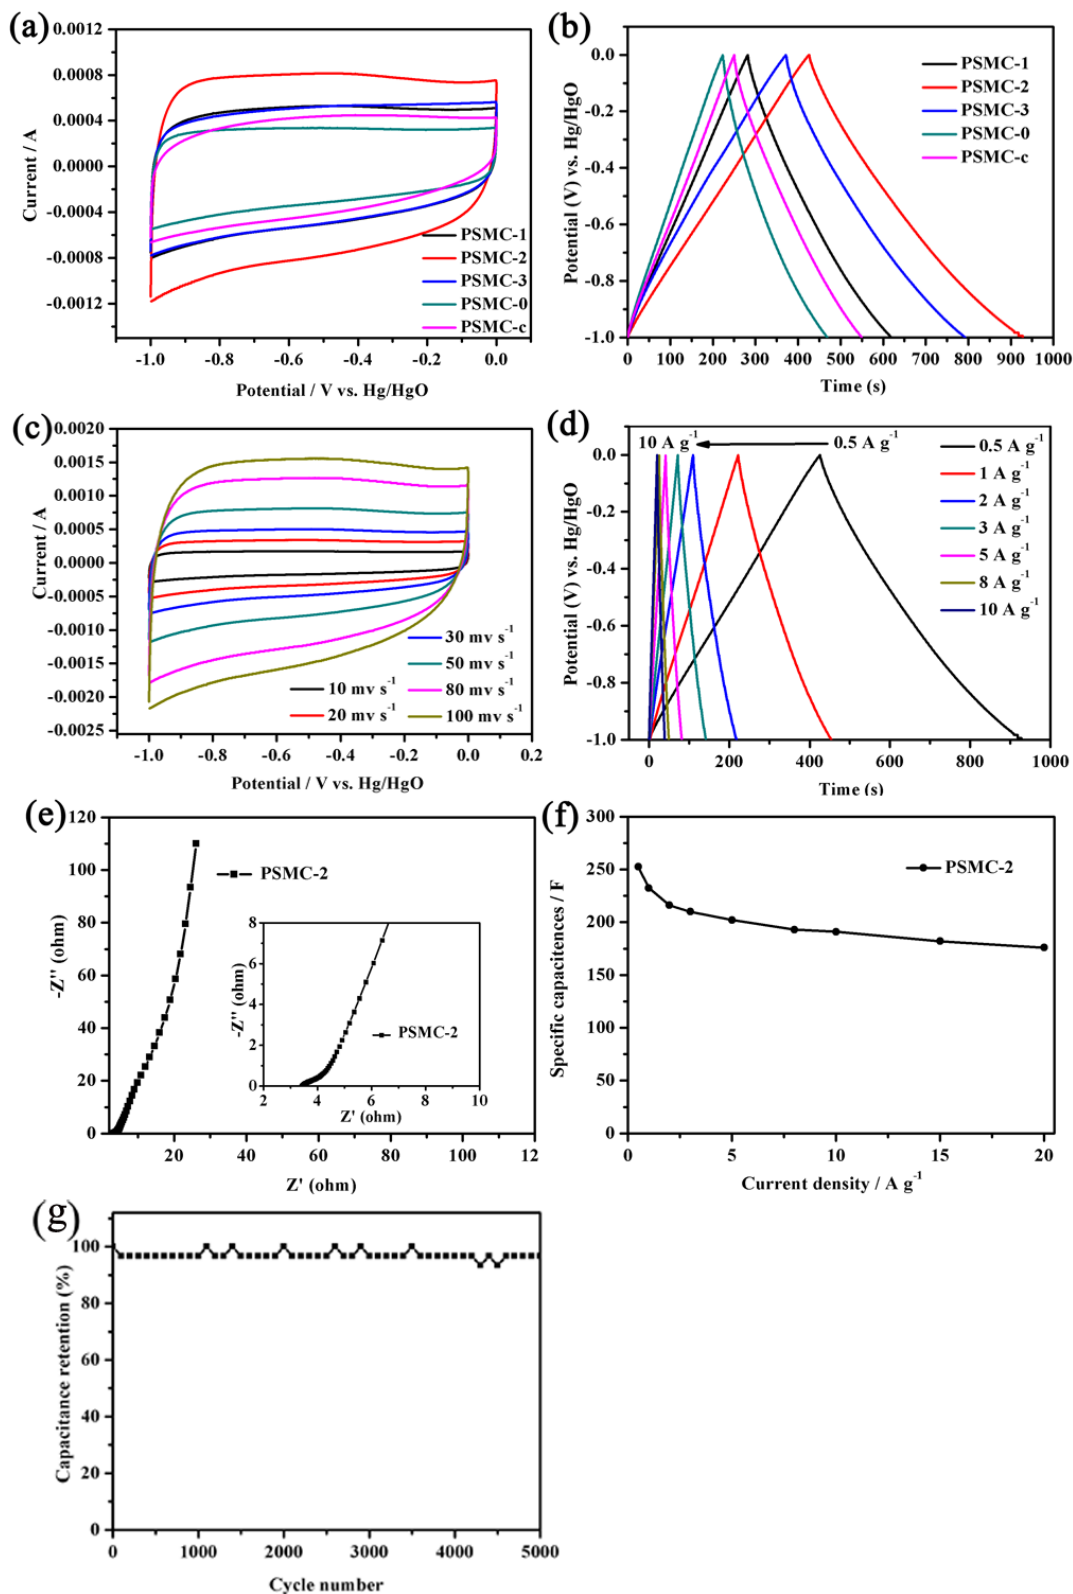 (a)
0.0012
0.0008
0.0004
0.0000
-0.0004
-0.0008
-0.0012
Current / A
PSMC-1
PSMC-2
PSMC-3
PSMC-0
PSMC-c
-1.0 -0.8 -0.6 -0.4 -0.2 0.0
Potential / V vs. Hg/HgO
(b)
0.0
-0.2
-0.4
-0.6
-0.8
-1.0
Potential (V) vs. Hg/HgO
PSMC-1
PSMC-2
PSMC-3
PSMC-0
PSMC-c
0 100 200 300 400 500 600 700 800 900 1000
Time (s)
(c)
0.0020
0.0015
0.0010
0.0005
0.0000
-0.0005
-0.0010
-0.0015
-0.0020
-0.0025
Current / A
30 mv s⁻¹
50 mv s⁻¹
10 mv s⁻¹ 80 mv s⁻¹
20 mv s⁻¹ 100 mv s⁻¹
-1.0 -0.8 -0.6 -0.4 -0.2 0.0 0.2
Potential / V vs. Hg/HgO
(d)
0.0
-0.2
-0.4
-0.6
-0.8
-1.0
Potential (V) vs. Hg/HgO
10 A g⁻¹ 0.5 A g⁻¹
0.5 A g⁻¹
1 A g⁻¹
2 A g⁻¹
3 A g⁻¹
5 A g⁻¹
8 A g⁻¹
10 A g⁻¹
0 200 400 600 800 1000
Time (s)
(e)
120
100
80
60
40
20
0
-Z'' (ohm)
PSMC-2
8
6
4
2
0
-Z'' (ohm)
PSMC-2
2 4 6 8 10
Z' (ohm)
20 40 60 80 100 12
Z' (ohm)
(f)
300
250
200
150
100
50
0
Specific capacitences / F
PSMC-2
0 5 10 15 20
Current density / A g⁻¹
(g)
100
80
60
40
20
0
Capacitance retention (%)
0 1000 2000 3000 4000 5000
Cycle number